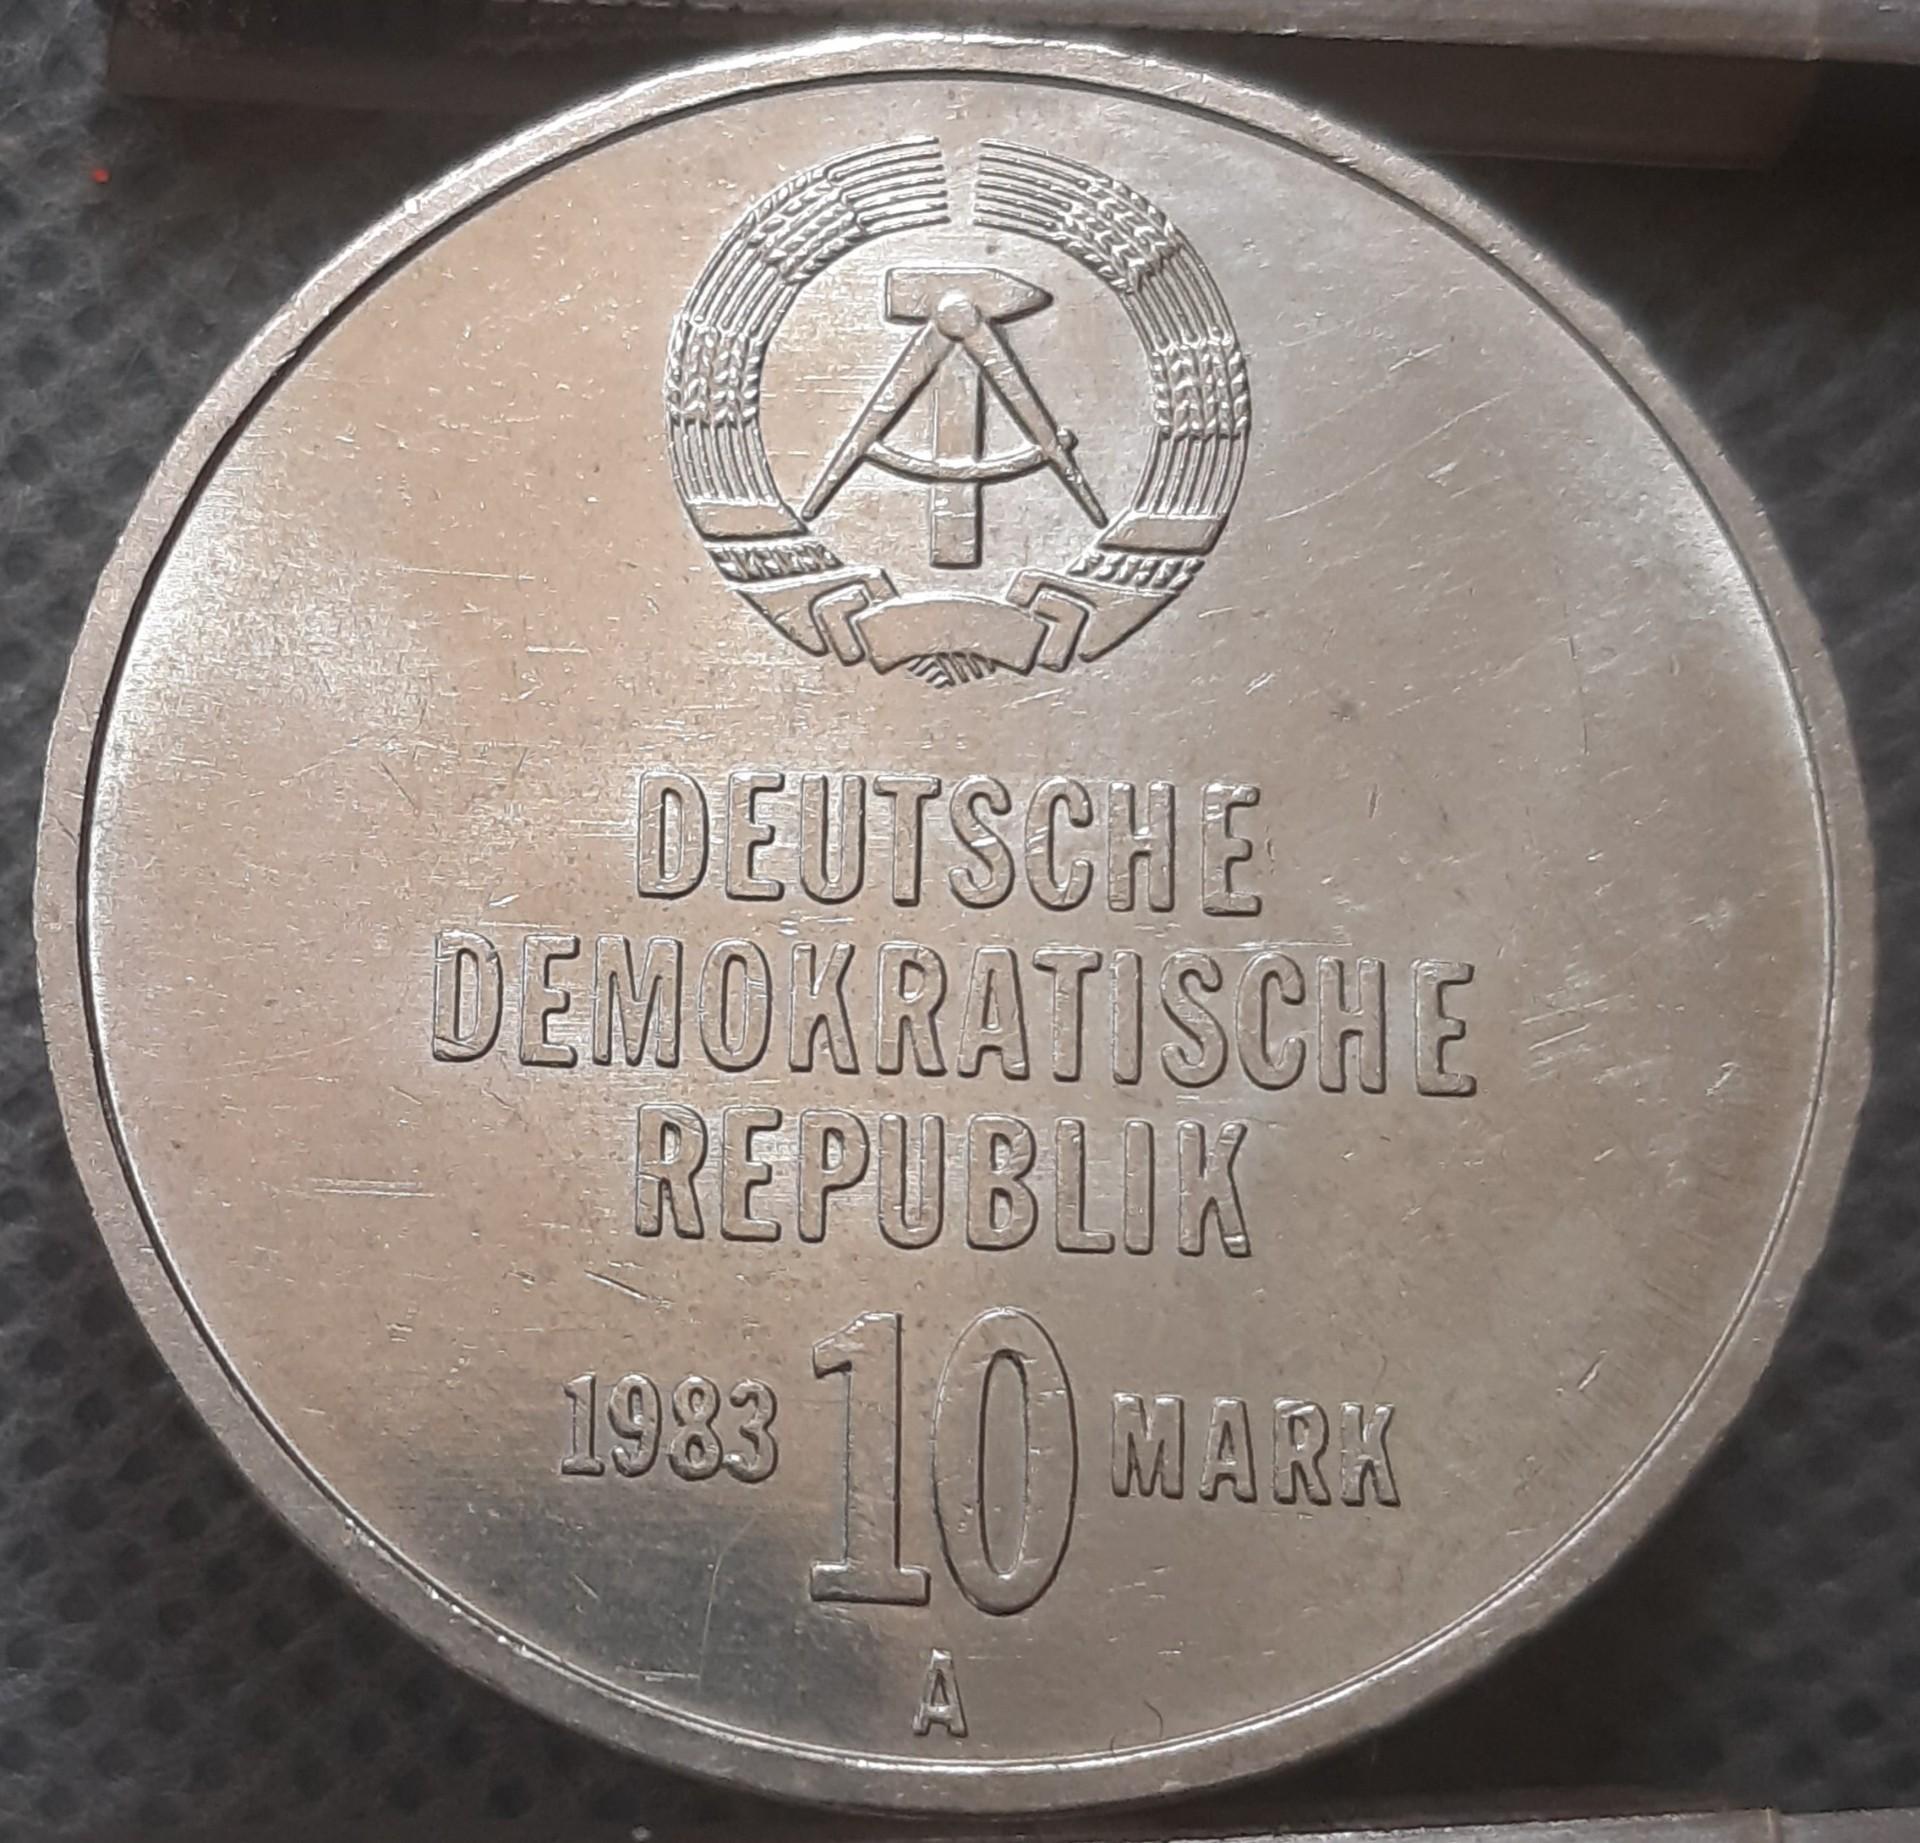 DEUTSCHE
DEMOKRATISCHE
REPUBLIK
1983 10 MARK
A